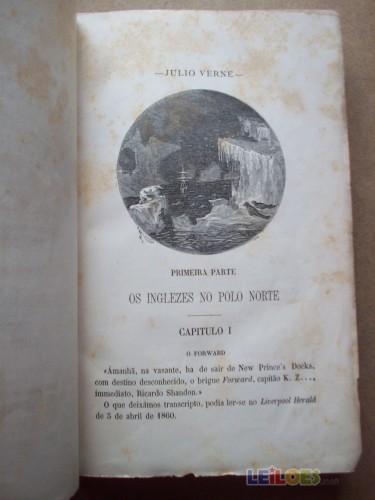 —JULIO VERNE—
PRIMEIRA PARTE
OS INGLEZES NO POLO NORTE
CAPITULO I
O FORWARD
«Ámanhã, na vasante, ha de sair de New Prince's Docks,
com destino desconhecido, o brigue Forward, capitão K. Z...,
immediato, Ricardo Shandon.»
O que deixâmos transcripto, podia ler-se no Liverpool Herald
de 5 de abril de 1860.
LEILOES